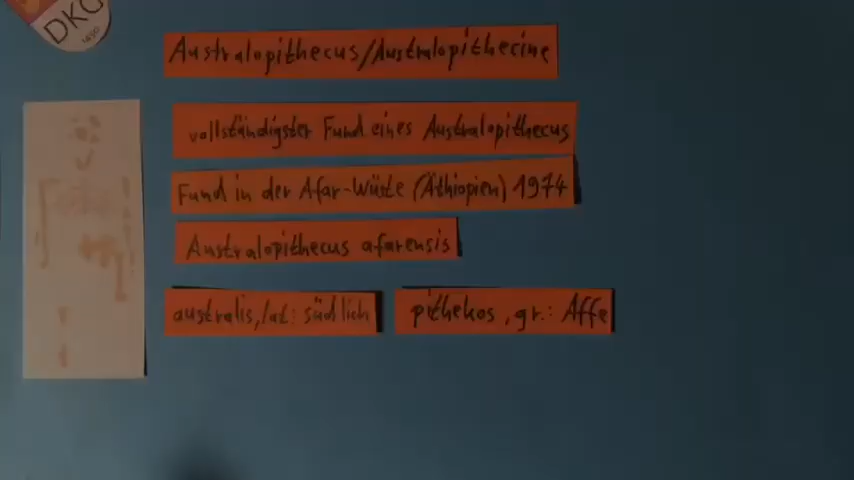 DKG
Australopithecus/Australopithecine
vollständigster Fund eines Australopithecus
Fund in der Afar-Wüste (Äthiopien) 1974
Australopithecus afarensis
australis, lat.: südlich
pithekos, gr.: Affe